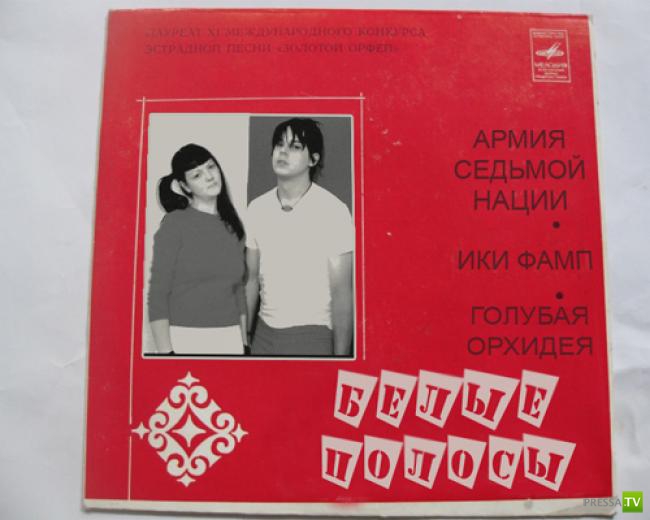 ЛАУРЕАТ XI МЕЖДУНАРОДНОГО КОНКУРСА
ЭСТРАДНОЙ ПЕСНИ «ЗОЛОТОЙ ОРФЕЙ»
МЕЛОДИЯ
АРМИЯ
СЕДЬМОЙ
НАЦИИ
•
ИКИ ФАМП
•
ГОЛУБАЯ
ОРХИДЕЯ
БЕЛЫЕ
ПОЛОСЫ
PRESSA.TV